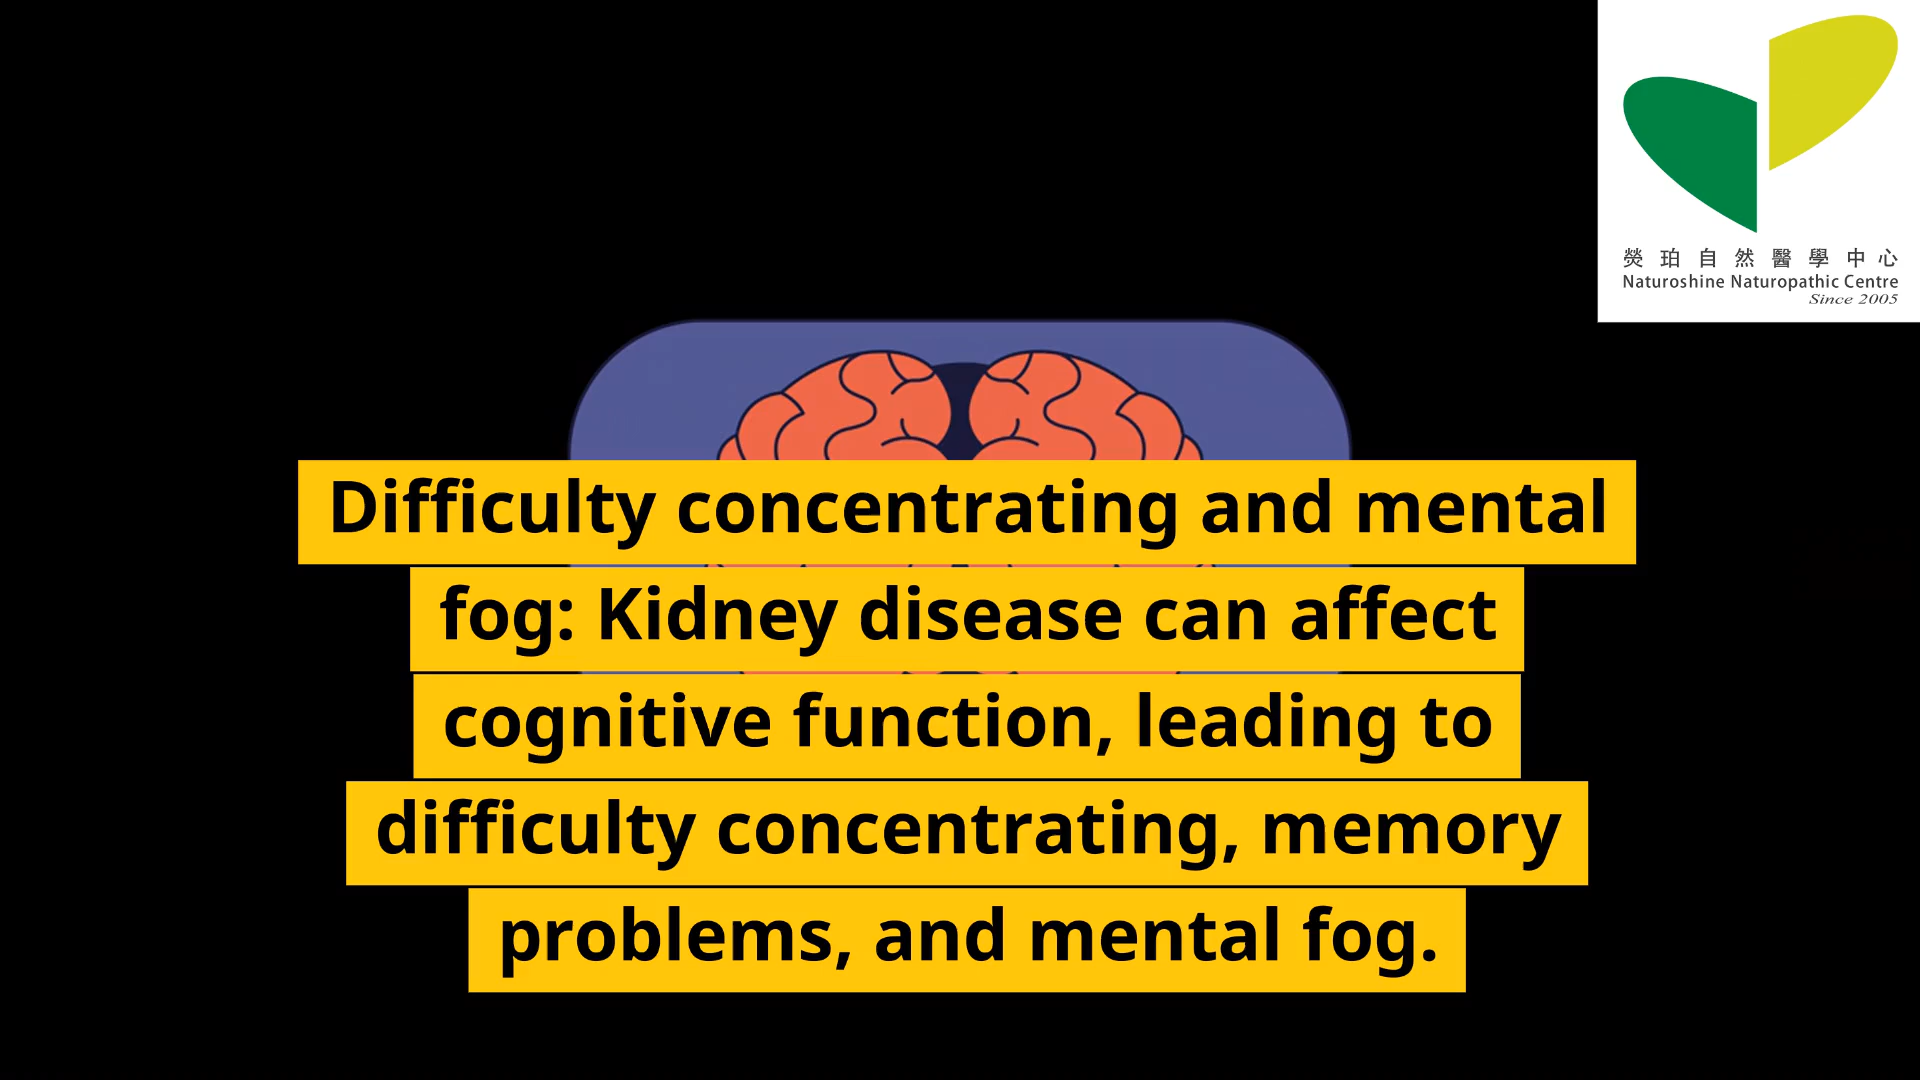 熒珀自然醫學中心
Naturoshine Naturopathic Centre
Since 2005
Difficulty concentrating and mental
fog: Kidney disease can affect
cognitive function, leading to
difficulty concentrating, memory
problems, and mental fog.